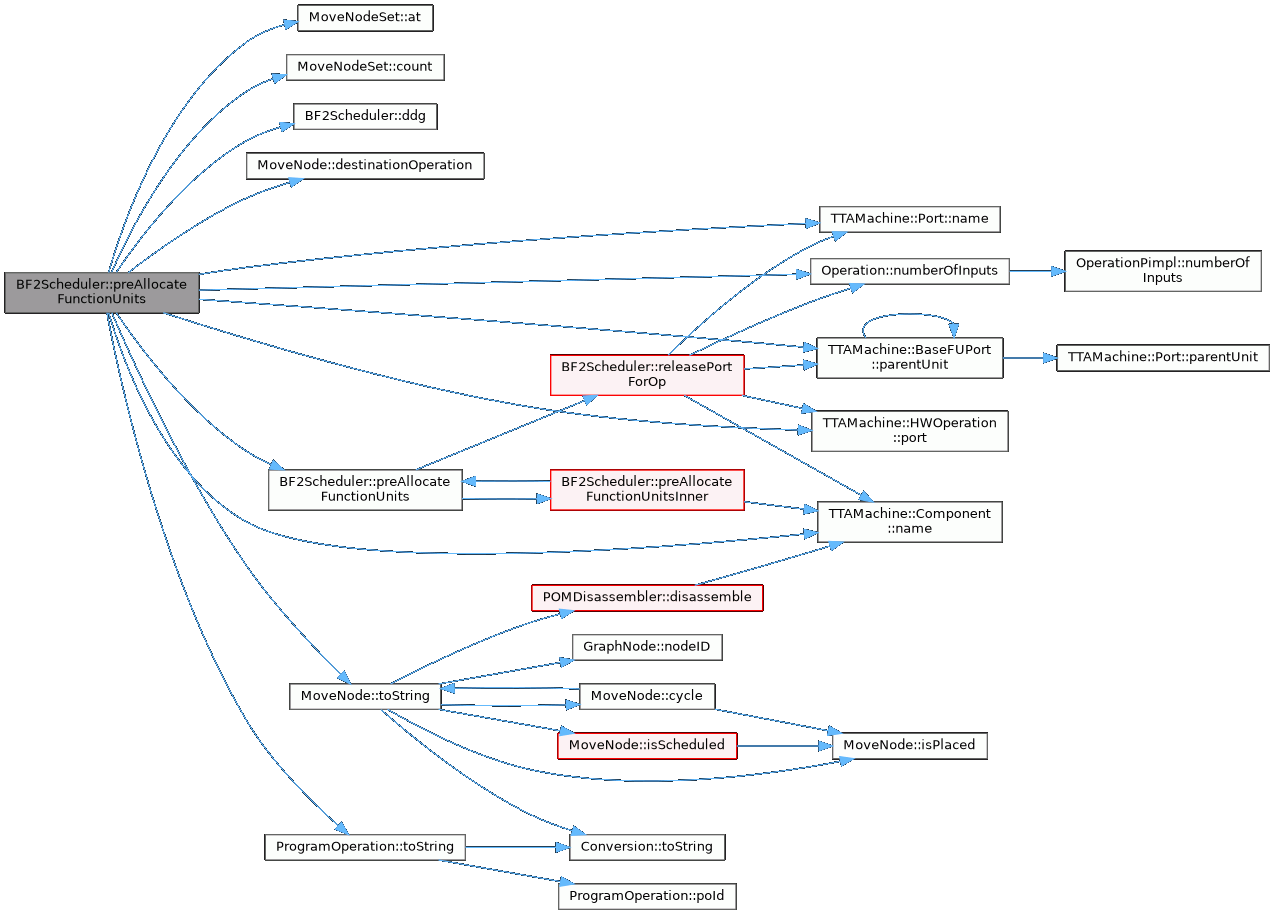 MoveNodeSet::at
MoveNodeSet::count
BF2Scheduler::ddg
MoveNode::destinationOperation
TTAMachine::Port::name
Operation::numberOfInputs
OperationPimpl::numberOf
Inputs
BF2Scheduler::preAllocate
FunctionUnits
TTAMachine::BaseFUPort
::parentUnit
TTAMachine::Port::parentUnit
BF2Scheduler::releasePort
ForOp
TTAMachine::HWOperation
::port
BF2Scheduler::preAllocate
FunctionUnits
BF2Scheduler::preAllocate
FunctionUnitsInner
TTAMachine::Component
::name
POMDisassembler::disassemble
GraphNode::nodeID
MoveNode::toString
MoveNode::cycle
MoveNode::isScheduled
MoveNode::isPlaced
ProgramOperation::toString
Conversion::toString
ProgramOperation::poId